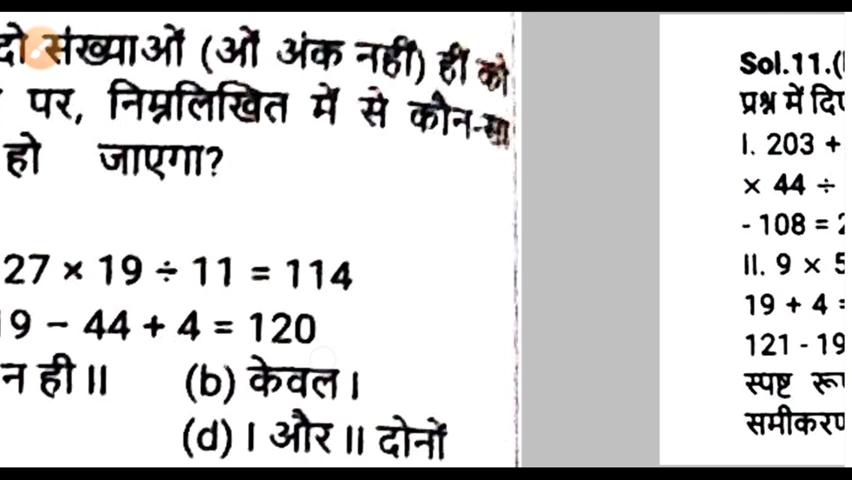 दो संख्याओं (ओं अंक नहीं) ही को
पर, निम्नलिखित में से कौन-सा
हो जाएगा?
27 × 19 ÷ 11 = 114
9 - 44 + 4 = 120
न ही II (b) केवल I
(d) I और II दोनों
Sol.11.(
प्रश्न में दिए
I. 203 +
× 44 ÷
- 108 = 2
II. 9 × 5
19 + 4 =
121 - 19
स्पष्ट रूप
समीकरण